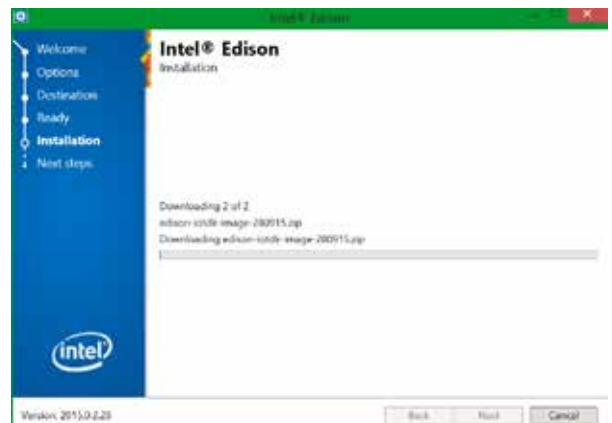 Intel® Edison
Welcome
Options
Destination
Ready
Installation
Next steps
Intel® Edison
Installation
Downloading 2 of 2
edison-iotdk-image-280915.zip
Downloading edison-iotdk-image-280915.zip
intel
Version: 2015.0.2.28
Back
Next
Cancel